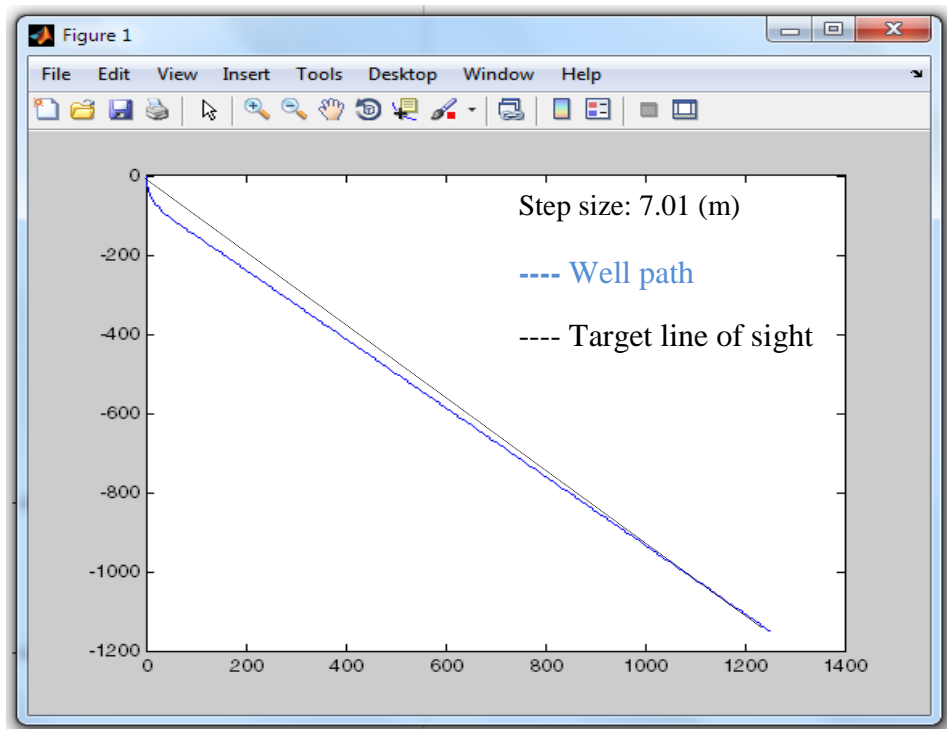 Figure 1
File Edit View Insert Tools Desktop Window Help
Step size: 7.01 (m)
---- Well path
---- Target line of sight
0
-200
-400
-600
-800
-1000
-1200
0 200 400 600 800 1000 1200 1400